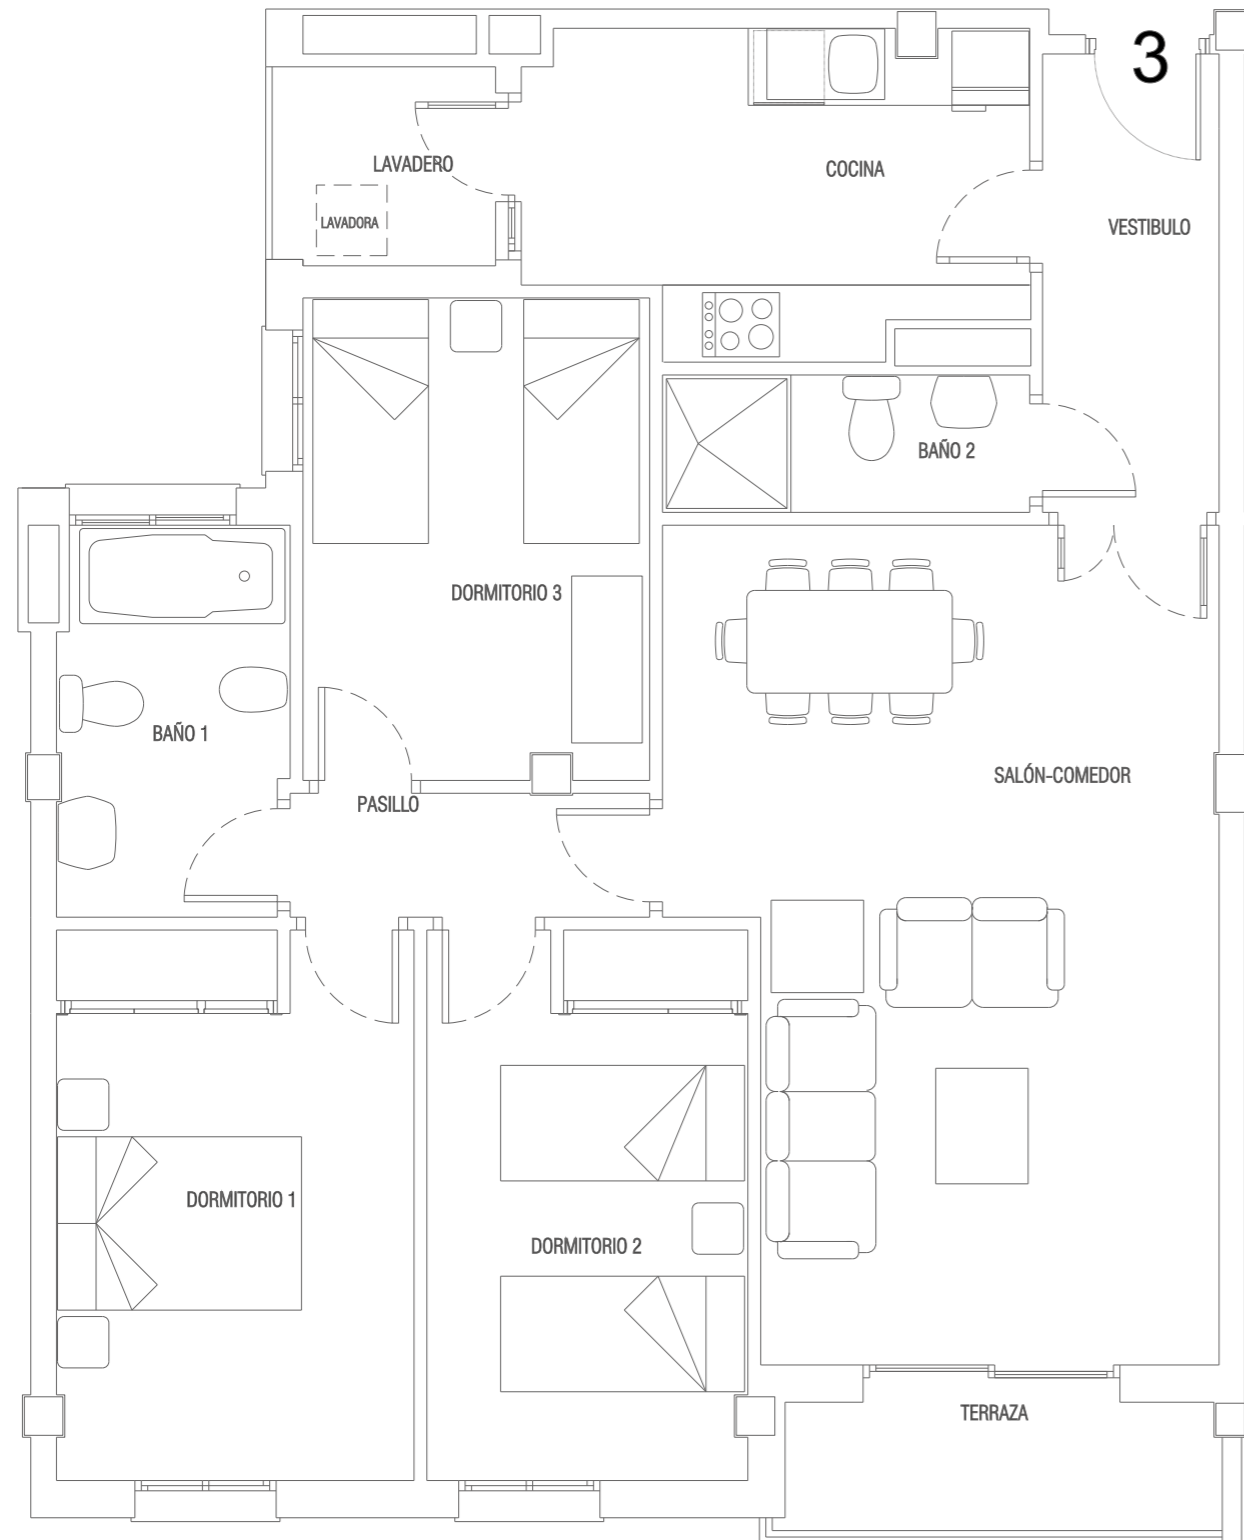 3
LAVADERO
COCINA
LAVADORA
VESTIBULO
BAÑO 2
DORMITORIO 3
BAÑO 1
SALÓN-COMEDOR
PASILLO
DORMITORIO 1
DORMITORIO 2
TERRAZA